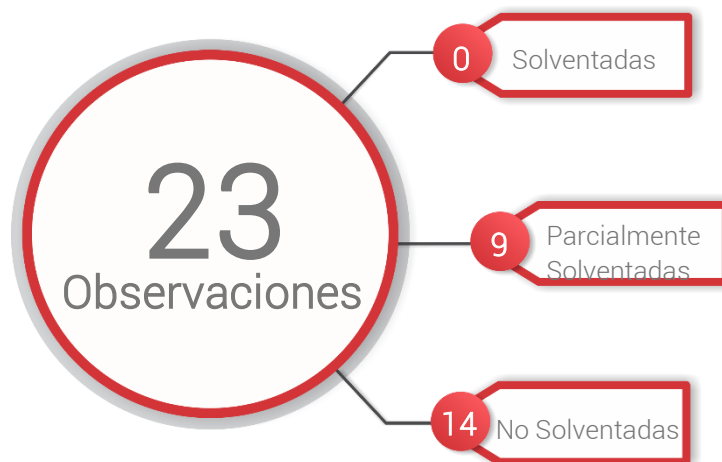 0 Solventadas
23
Observaciones
9 Parcialmente
Solventadas
14 No Solventadas